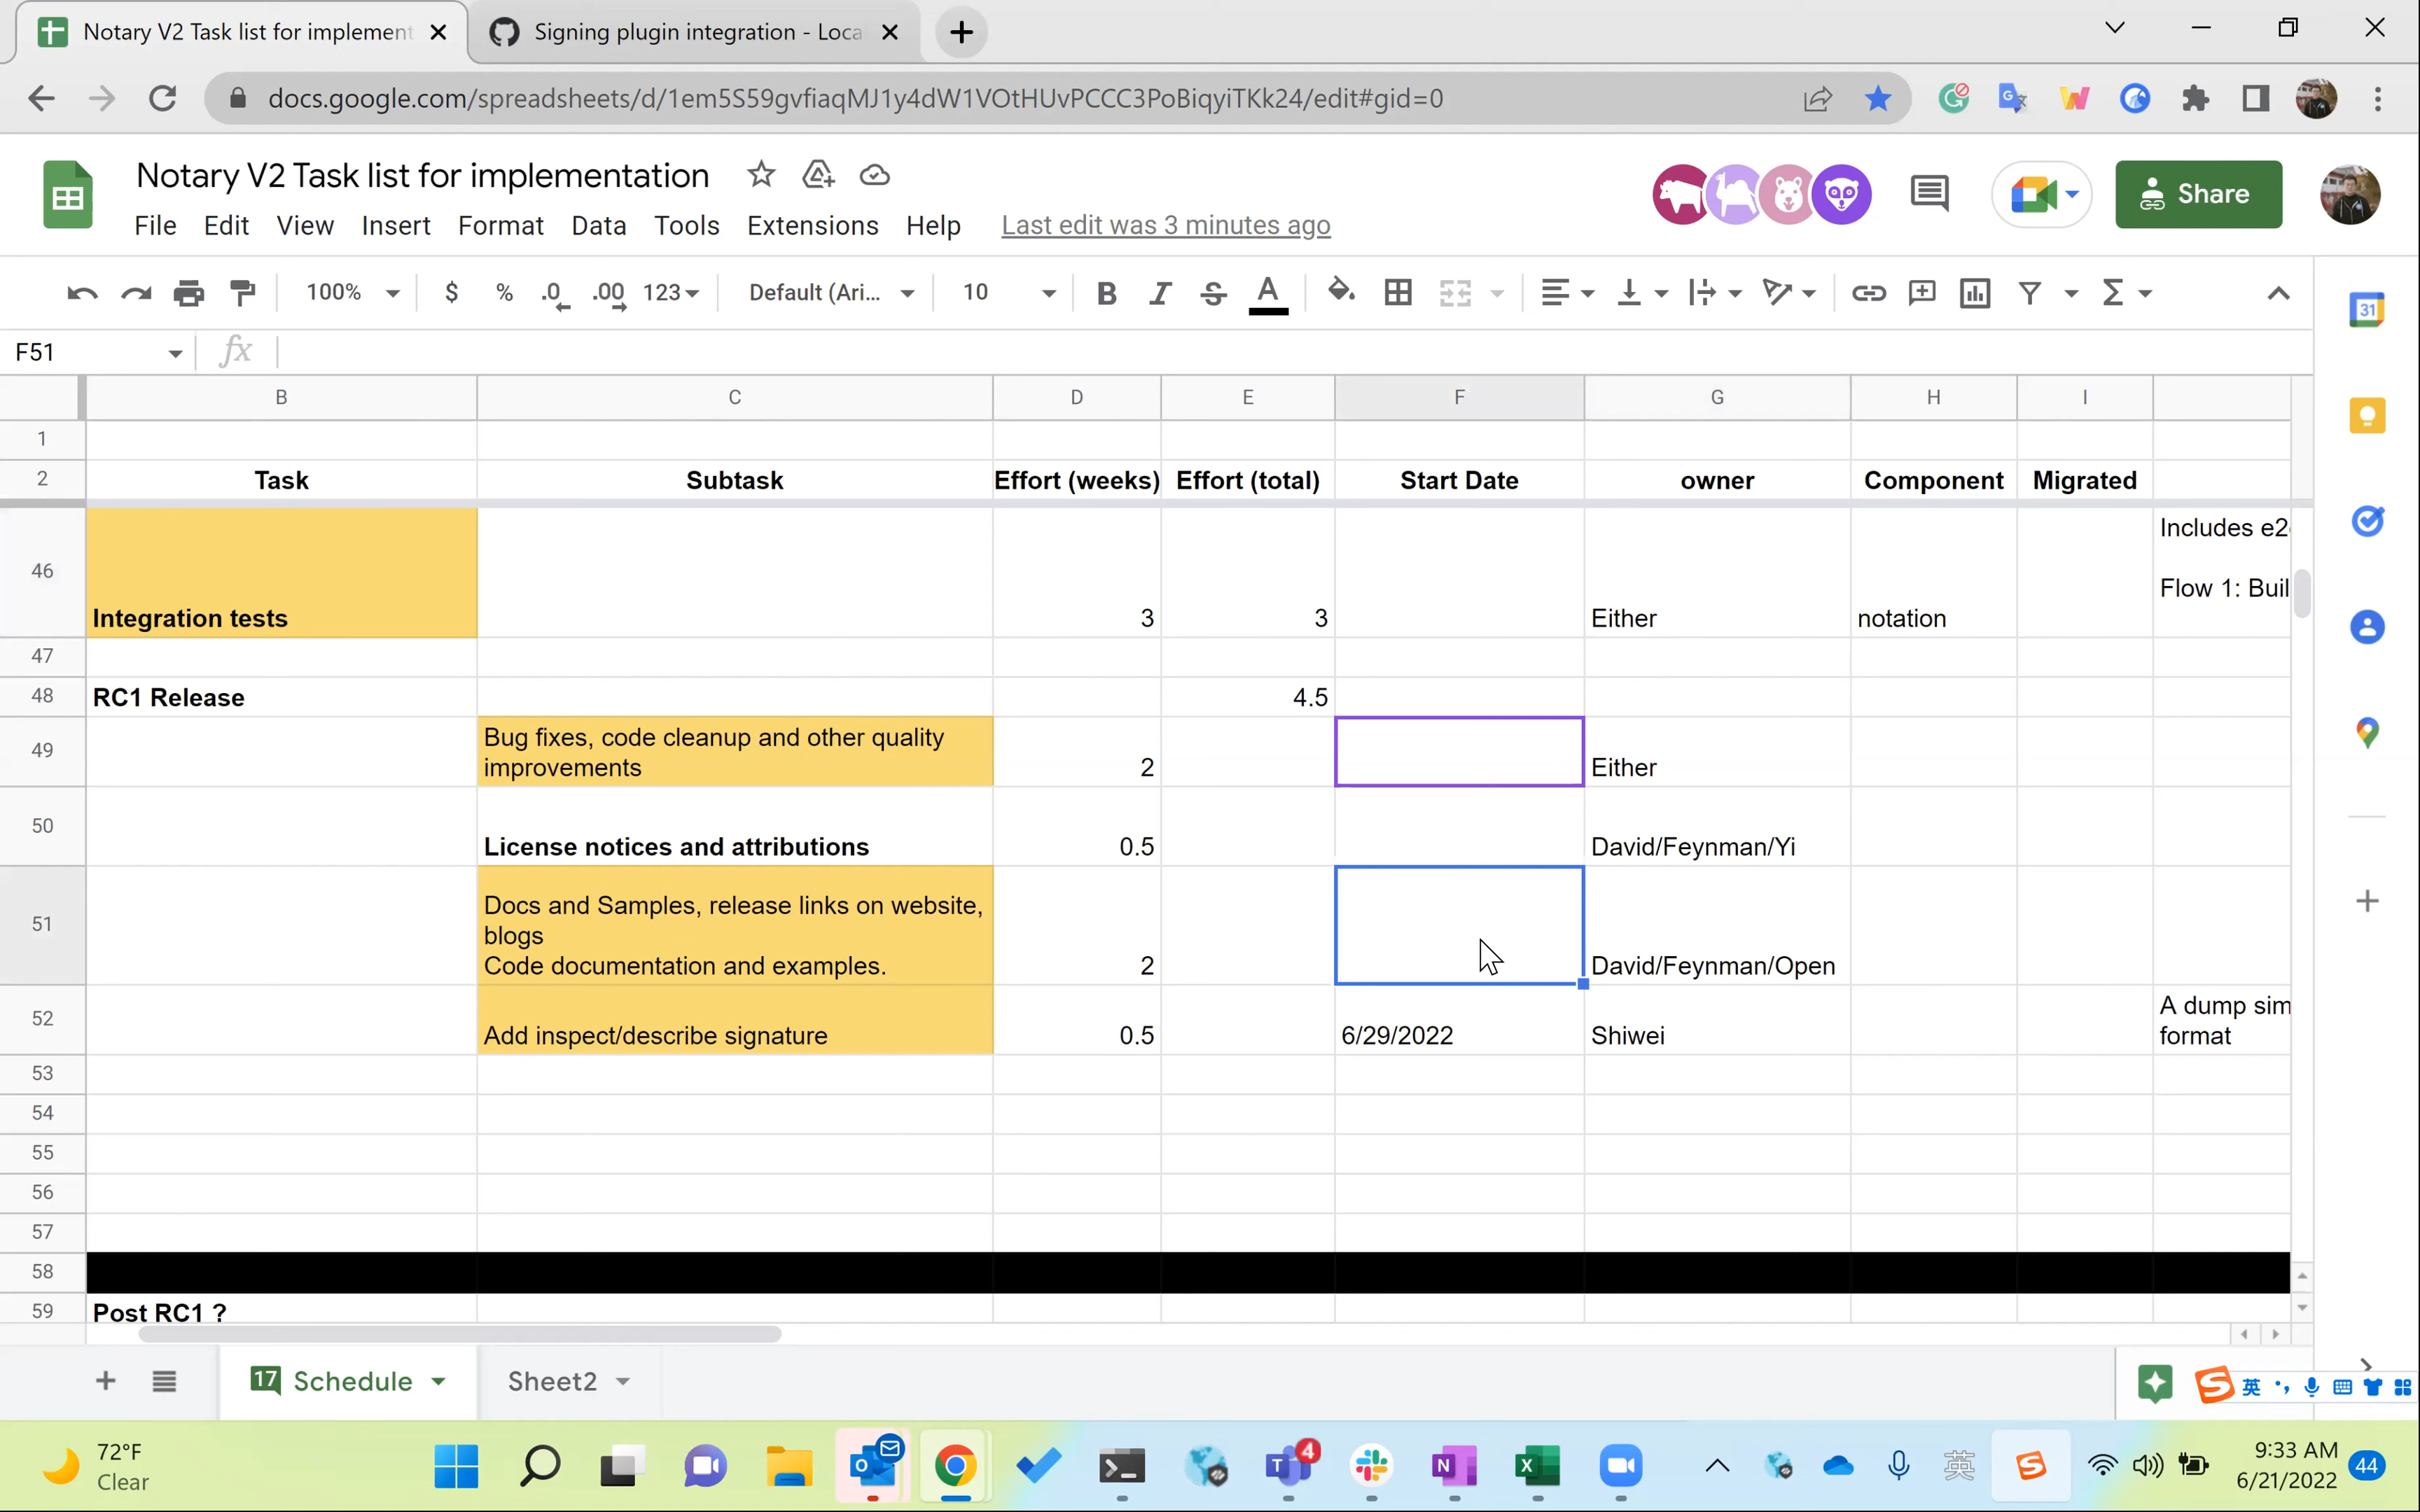 Notary V2 Task list for implement
Signing plugin integration - Loca
docs.google.com/spreadsheets/d/1em5S59gvfiaqMJ1y4dW1VOtHUvPCCC3PoBiqyiTKk24/edit#gid=0
Notary V2 Task list for implementation
Share
File Edit View Insert Format Data Tools Extensions Help Last edit was 3 minutes ago
100% $ % .0 .00 123 Default (Ari... 10 B I S A
31
F51 fx
B C D E F G H I
1
2 Task Subtask Effort (weeks) Effort (total) Start Date owner Component Migrated
Includes e2
46 Flow 1: Buil
Integration tests 3 3 Either notation
47
48 RC1 Release 4.5
49 Bug fixes, code cleanup and other quality
improvements 2 Either
50 License notices and attributions 0.5 David/Feynman/Yi
51 Docs and Samples, release links on website,
blogs
Code documentation and examples. 2 David/Feynman/Open
52 A dump sim
Add inspect/describe signature 0.5 6/29/2022 Shiwei format
53
54
55
56
57
58
59 Post RC1 ?
17 Schedule Sheet2
英
72°F
Clear
4
英
9:33 AM
6/21/2022
44